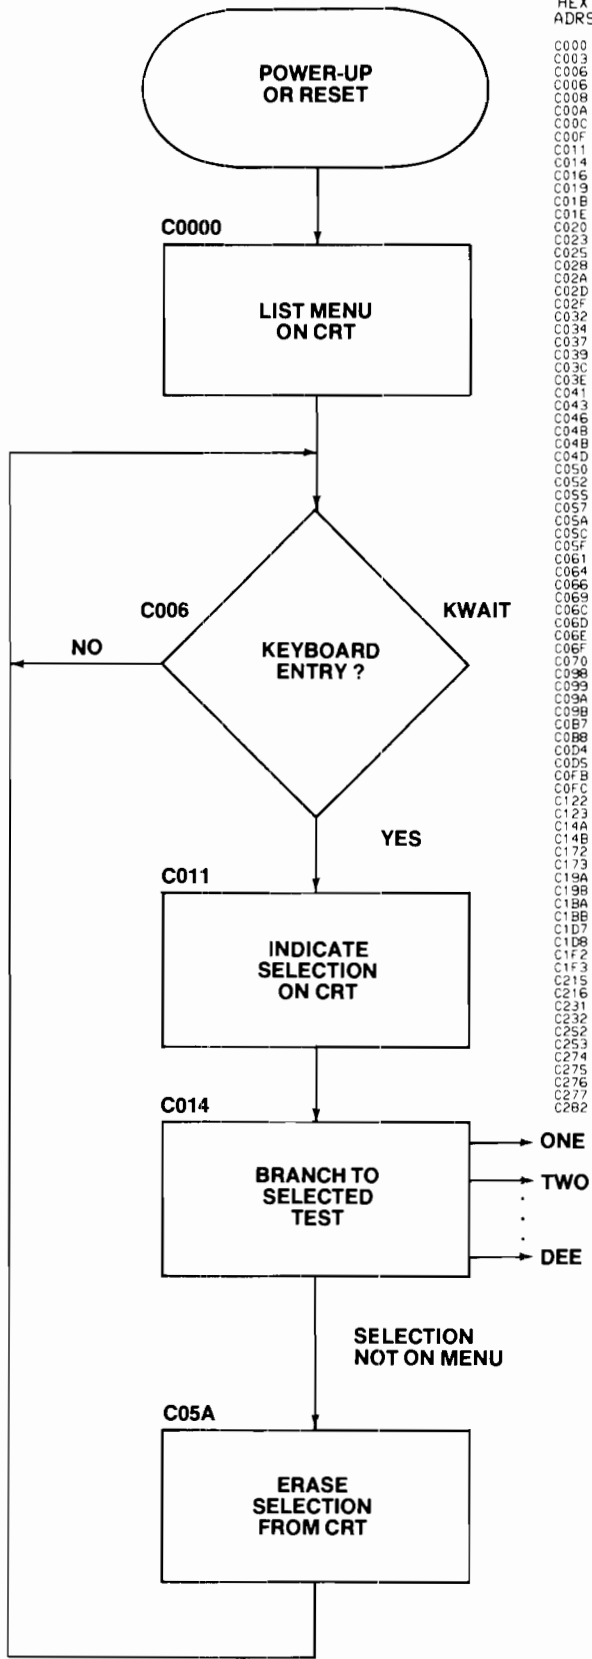 POWER-UP
OR RESET
C0000
LIST MENU
ON CRT
C006
KWAIT
NO
KEYBOARD
ENTRY ?
YES
C011
INDICATE
SELECTION
ON CRT
C014
BRANCH TO
SELECTED
TEST
ONE
TWO
DEE
SELECTION
NOT ON MENU
C05A
ERASE
SELECTION
FROM CRT
HEX
ADRS
C000
C003
C006
C006
C008
C00A
C00C
C00F
C011
C014
C016
C019
C01B
C01E
C020
C023
C025
C028
C02A
C02D
C02F
C032
C034
C037
C039
C03C
C03E
C041
C043
C046
C04B
C04B
C04D
C050
C052
C055
C057
C05A
C05C
C05F
C061
C064
C066
C069
C06C
C06D
C06E
C06F
C070
C098
C099
C09A
C09B
C0B7
C0B8
C0D4
C0D5
C0FB
C0FC
C122
C123
C14A
C14B
C172
C173
C19A
C19B
C1BA
C1BB
C1D7
C1D8
C1F2
C1F3
C215
C216
C231
C232
C252
C253
C274
C275
C276
C277
C282